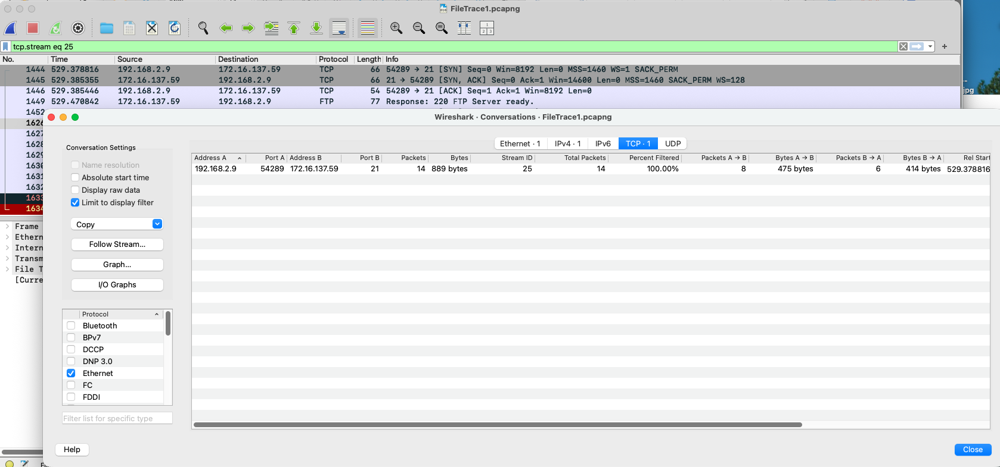 FileTrace1.pcapng
tcp.stream eq 25
+
No. Time Source Destination Protocol Length Info
1444 529.378816 192.168.2.9 172.16.137.59 TCP 66 54289 → 21 [SYN] Seq=0 Win=8192 Len=0 MSS=1460 WS=1 SACK_PERM
1445 529.385355 172.16.137.59 192.168.2.9 TCP 66 21 → 54289 [SYN, ACK] Seq=0 Ack=1 Win=14600 Len=0 MSS=1460 SACK_PERM WS=128
1446 529.385446 192.168.2.9 172.16.137.59 TCP 54 54289 → 21 [ACK] Seq=1 Ack=1 Win=8192 Len=0
1449 529.470842 172.16.137.59 192.168.2.9 FTP 77 Response: 220 FTP Server ready.
jpg
1452
1626
1627
1628
1629
1630
1631
1632
1633
1634
Frame
Ethern
Intern
Transm
File T
[Curre
Wireshark · Conversations · FileTrace1.pcapng
Conversation Settings
Name resolution
Absolute start time
Display raw data
Limit to display filter
Copy
Follow Stream...
Graph...
I/O Graphs
Protocol
Bluetooth
BPv7
DCCP
DNP 3.0
Ethernet
FC
FDDI
Filter list for specific type
Ethernet · 1 IPv4 · 1 IPv6 TCP · 1 UDP
Address A Port A Address B Port B Packets Bytes Stream ID Total Packets Percent Filtered Packets A → B Bytes A → B Packets B → A Bytes B → A Rel Start
192.168.2.9 54289 172.16.137.59 21 14 889 bytes 25 14 100.00% 8 475 bytes 6 414 bytes 529.378816
Help
Close